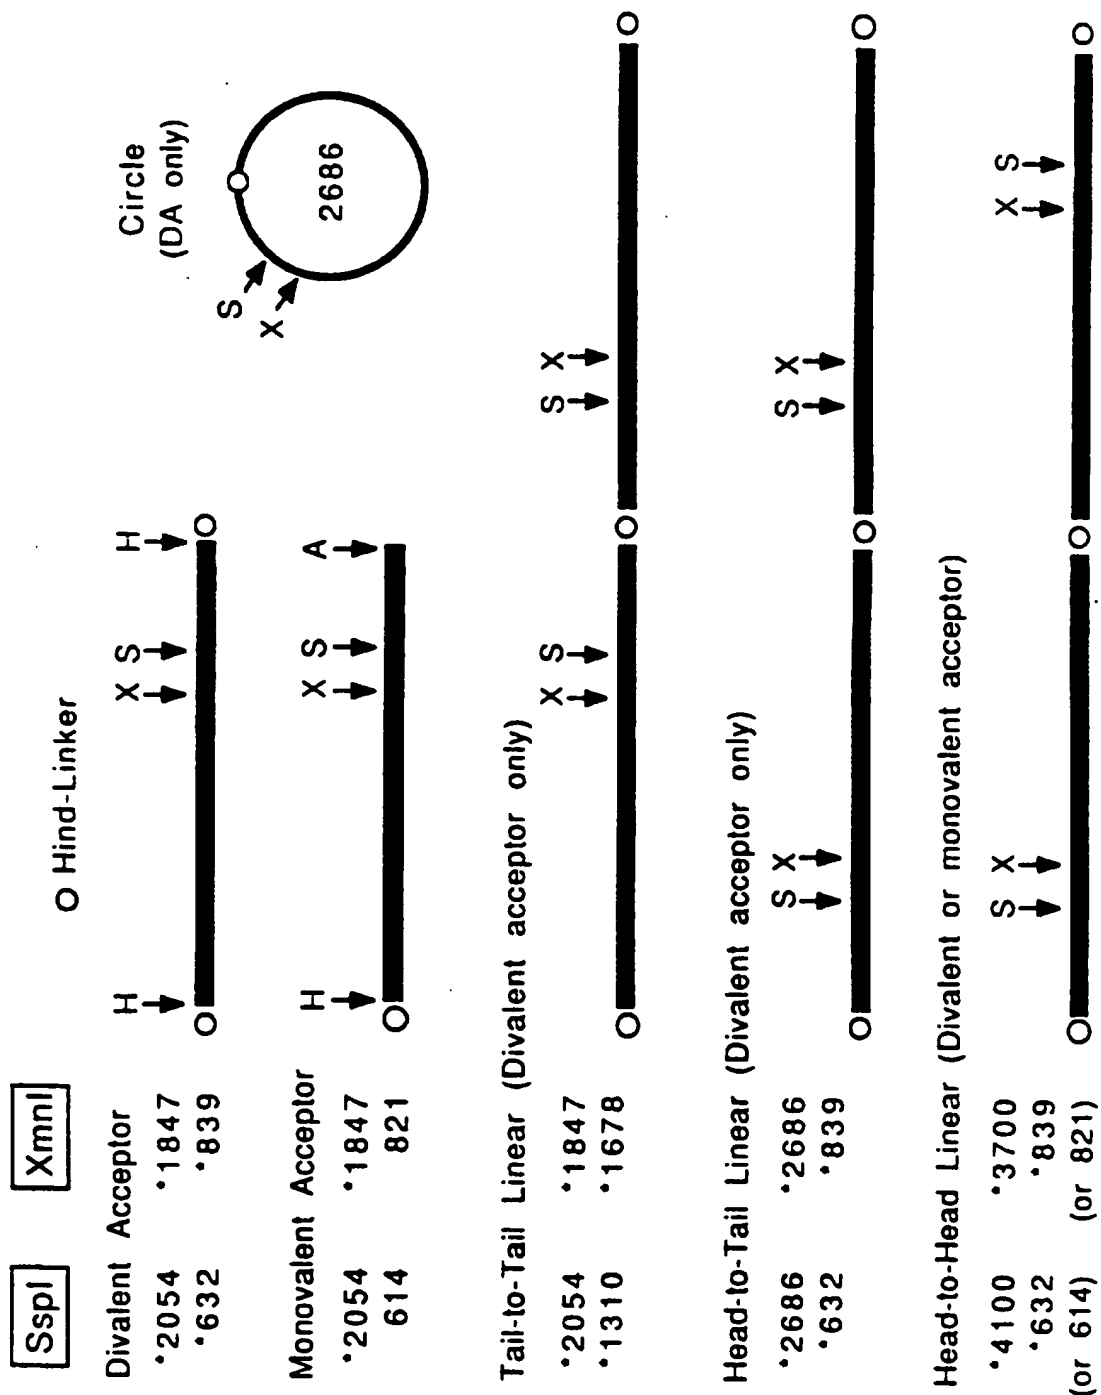 SspI XmnI
O Hind-Linker
Divalent Acceptor
*2054 *1847
*632 *839
H X S H
Circle
(DA only)
S
X
2686
Monovalent Acceptor
*2054 *1847
614 821
H X S A
Tail-to-Tail Linear (Divalent acceptor only)
*2054 *1847
*1310 *1678
X S S X
Head-to-Tail Linear (Divalent acceptor only)
*2686 *2686
*632 *839
S X S X
Head-to-Head Linear (Divalent or monovalent acceptor)
*4100 *3700
*632 *839
(or 614) (or 821)
S X X S